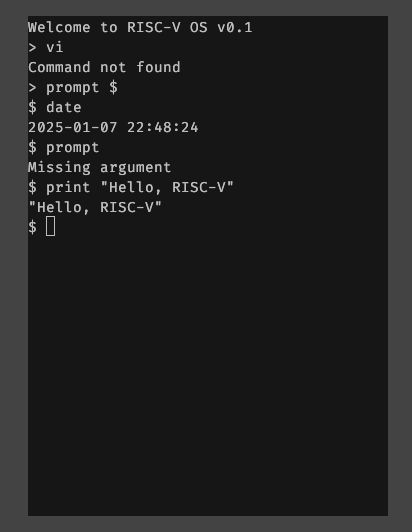 Welcome to RISC-V OS v0.1
> vi
Command not found
> prompt $
$ date
2025-01-07 22:48:24
$ prompt
Missing argument
$ print "Hello, RISC-V"
"Hello, RISC-V"
$